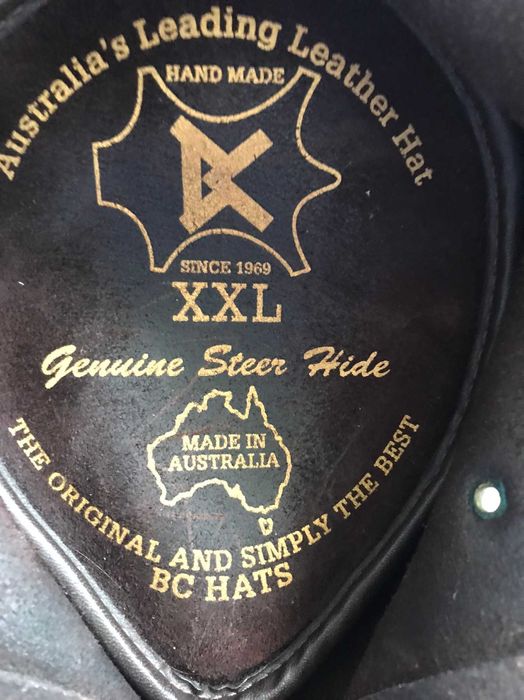 Australia's Leading Leather Hat
HAND MADE
BK
SINCE 1969
XXL
Genuine Steer Hide
MADE IN
AUSTRALIA
THE ORIGINAL AND SIMPLY THE BEST
BC HATS